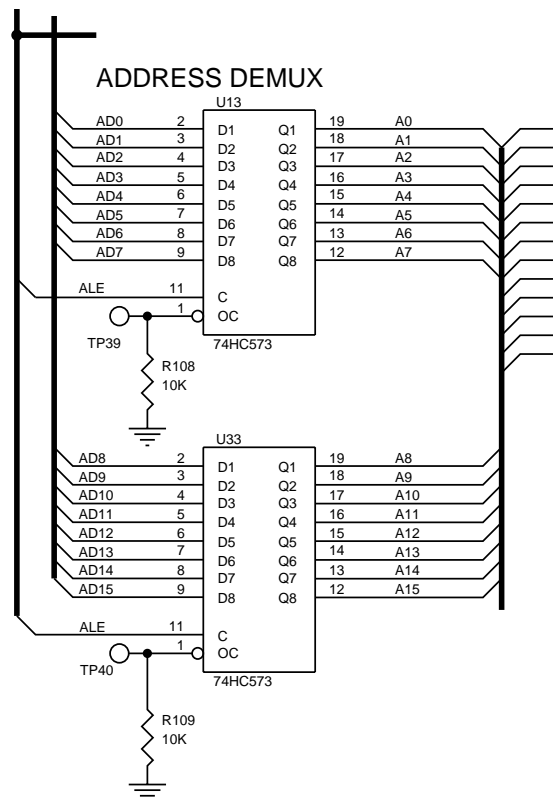 ADDRESS DEMUX
U13
AD0 2 D1 Q1 19 A0
AD1 3 D2 Q2 18 A1
AD2 4 D3 Q3 17 A2
AD3 5 D4 Q4 16 A3
AD4 6 D5 Q5 15 A4
AD5 7 D6 Q6 14 A5
AD6 8 D7 Q7 13 A6
AD7 9 D8 Q8 12 A7
ALE 11 C
1 OC
TP39
74HC573
R108
10K
U33
AD8 2 D1 Q1 19 A8
AD9 3 D2 Q2 18 A9
AD10 4 D3 Q3 17 A10
AD11 5 D4 Q4 16 A11
AD12 6 D5 Q5 15 A12
AD13 7 D6 Q6 14 A13
AD14 8 D7 Q7 13 A14
AD15 9 D8 Q8 12 A15
ALE 11 C
1 OC
TP40
74HC573
R109
10K